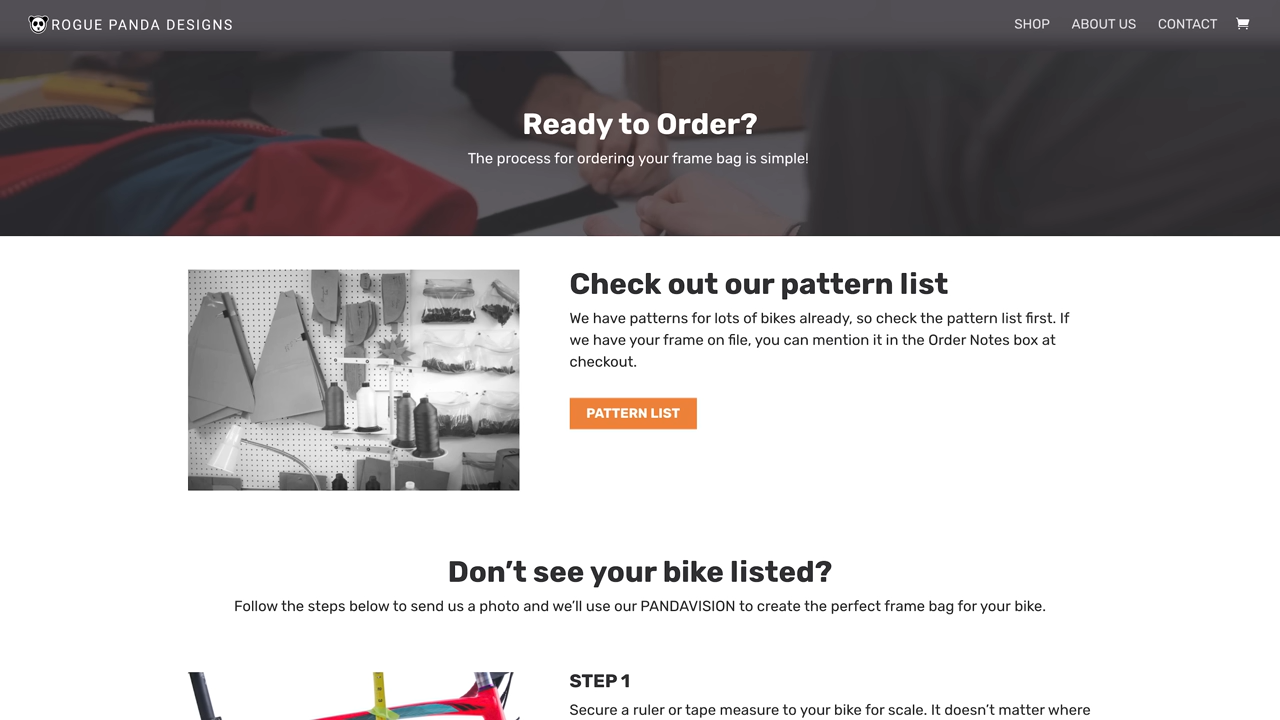 ROGUE PANDA DESIGNS
SHOP ABOUT US CONTACT
Ready to Order?
The process for ordering your frame bag is simple!
Check out our pattern list
We have patterns for lots of bikes already, so check the pattern list first. If
we have your frame on file, you can mention it in the Order Notes box at
checkout.
PATTERN LIST
Don’t see your bike listed?
Follow the steps below to send us a photo and we’ll use our PANDAVISION to create the perfect frame bag for your bike.
STEP 1
Secure a ruler or tape measure to your bike for scale. It doesn’t matter where